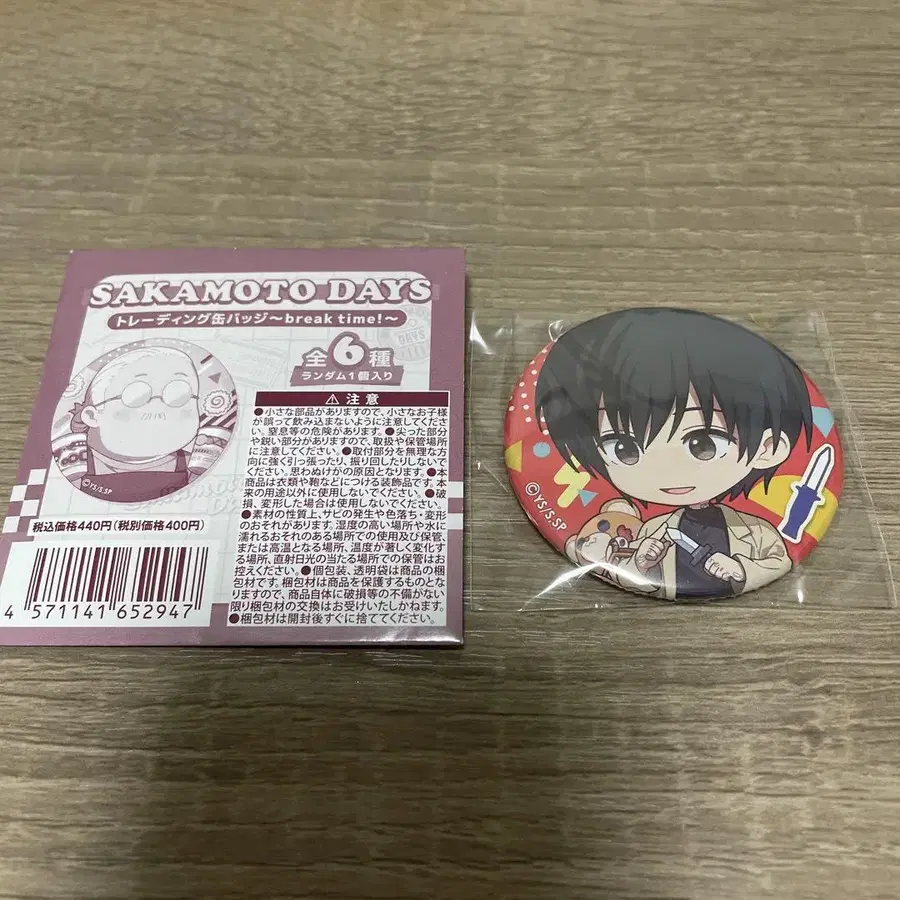 SAKAMOTO DAYS
トレーディング缶バッジ～break time!～
全6種
ランダム1個入り
©YS/S.SP
税込価格440円(税別価格400円)
4 571141 652947
⚠ 注意
●小さな部品がありますので、小さなお子様
が誤って飲み込まないように注意してくださ
い。窒息等の危険があります。●尖った部分
や鋭い部分がありますので、取扱や保管場所
に注意してください。●取付部分を無理な方
向に強く引っ張ったり、振り回したりしないで
ください。思わぬけがの原因となります。●本
商品は衣類や鞄などにつける装飾品です。本
来の用途以外に使用しないでください。●破
損、変形した場合は使用しないでください。
●素材の性質上、サビの発生や色落ち・変形
のおそれがあります。湿度の高い場所や水に
濡れるおそれのある場所での使用及び保管、
または高温となる場所、温度が著しく変化す
る場所、直射日光の当たる場所での保管はお
控えください。●個包装、透明袋は商品の梱
包材です。梱包材は商品を保護するものとな
りますので、商品自体に破損等の不備がない
限り梱包材の交換はお受けいたしかねます。
●梱包材は開封後すぐに捨ててください。
©YS/S.SP